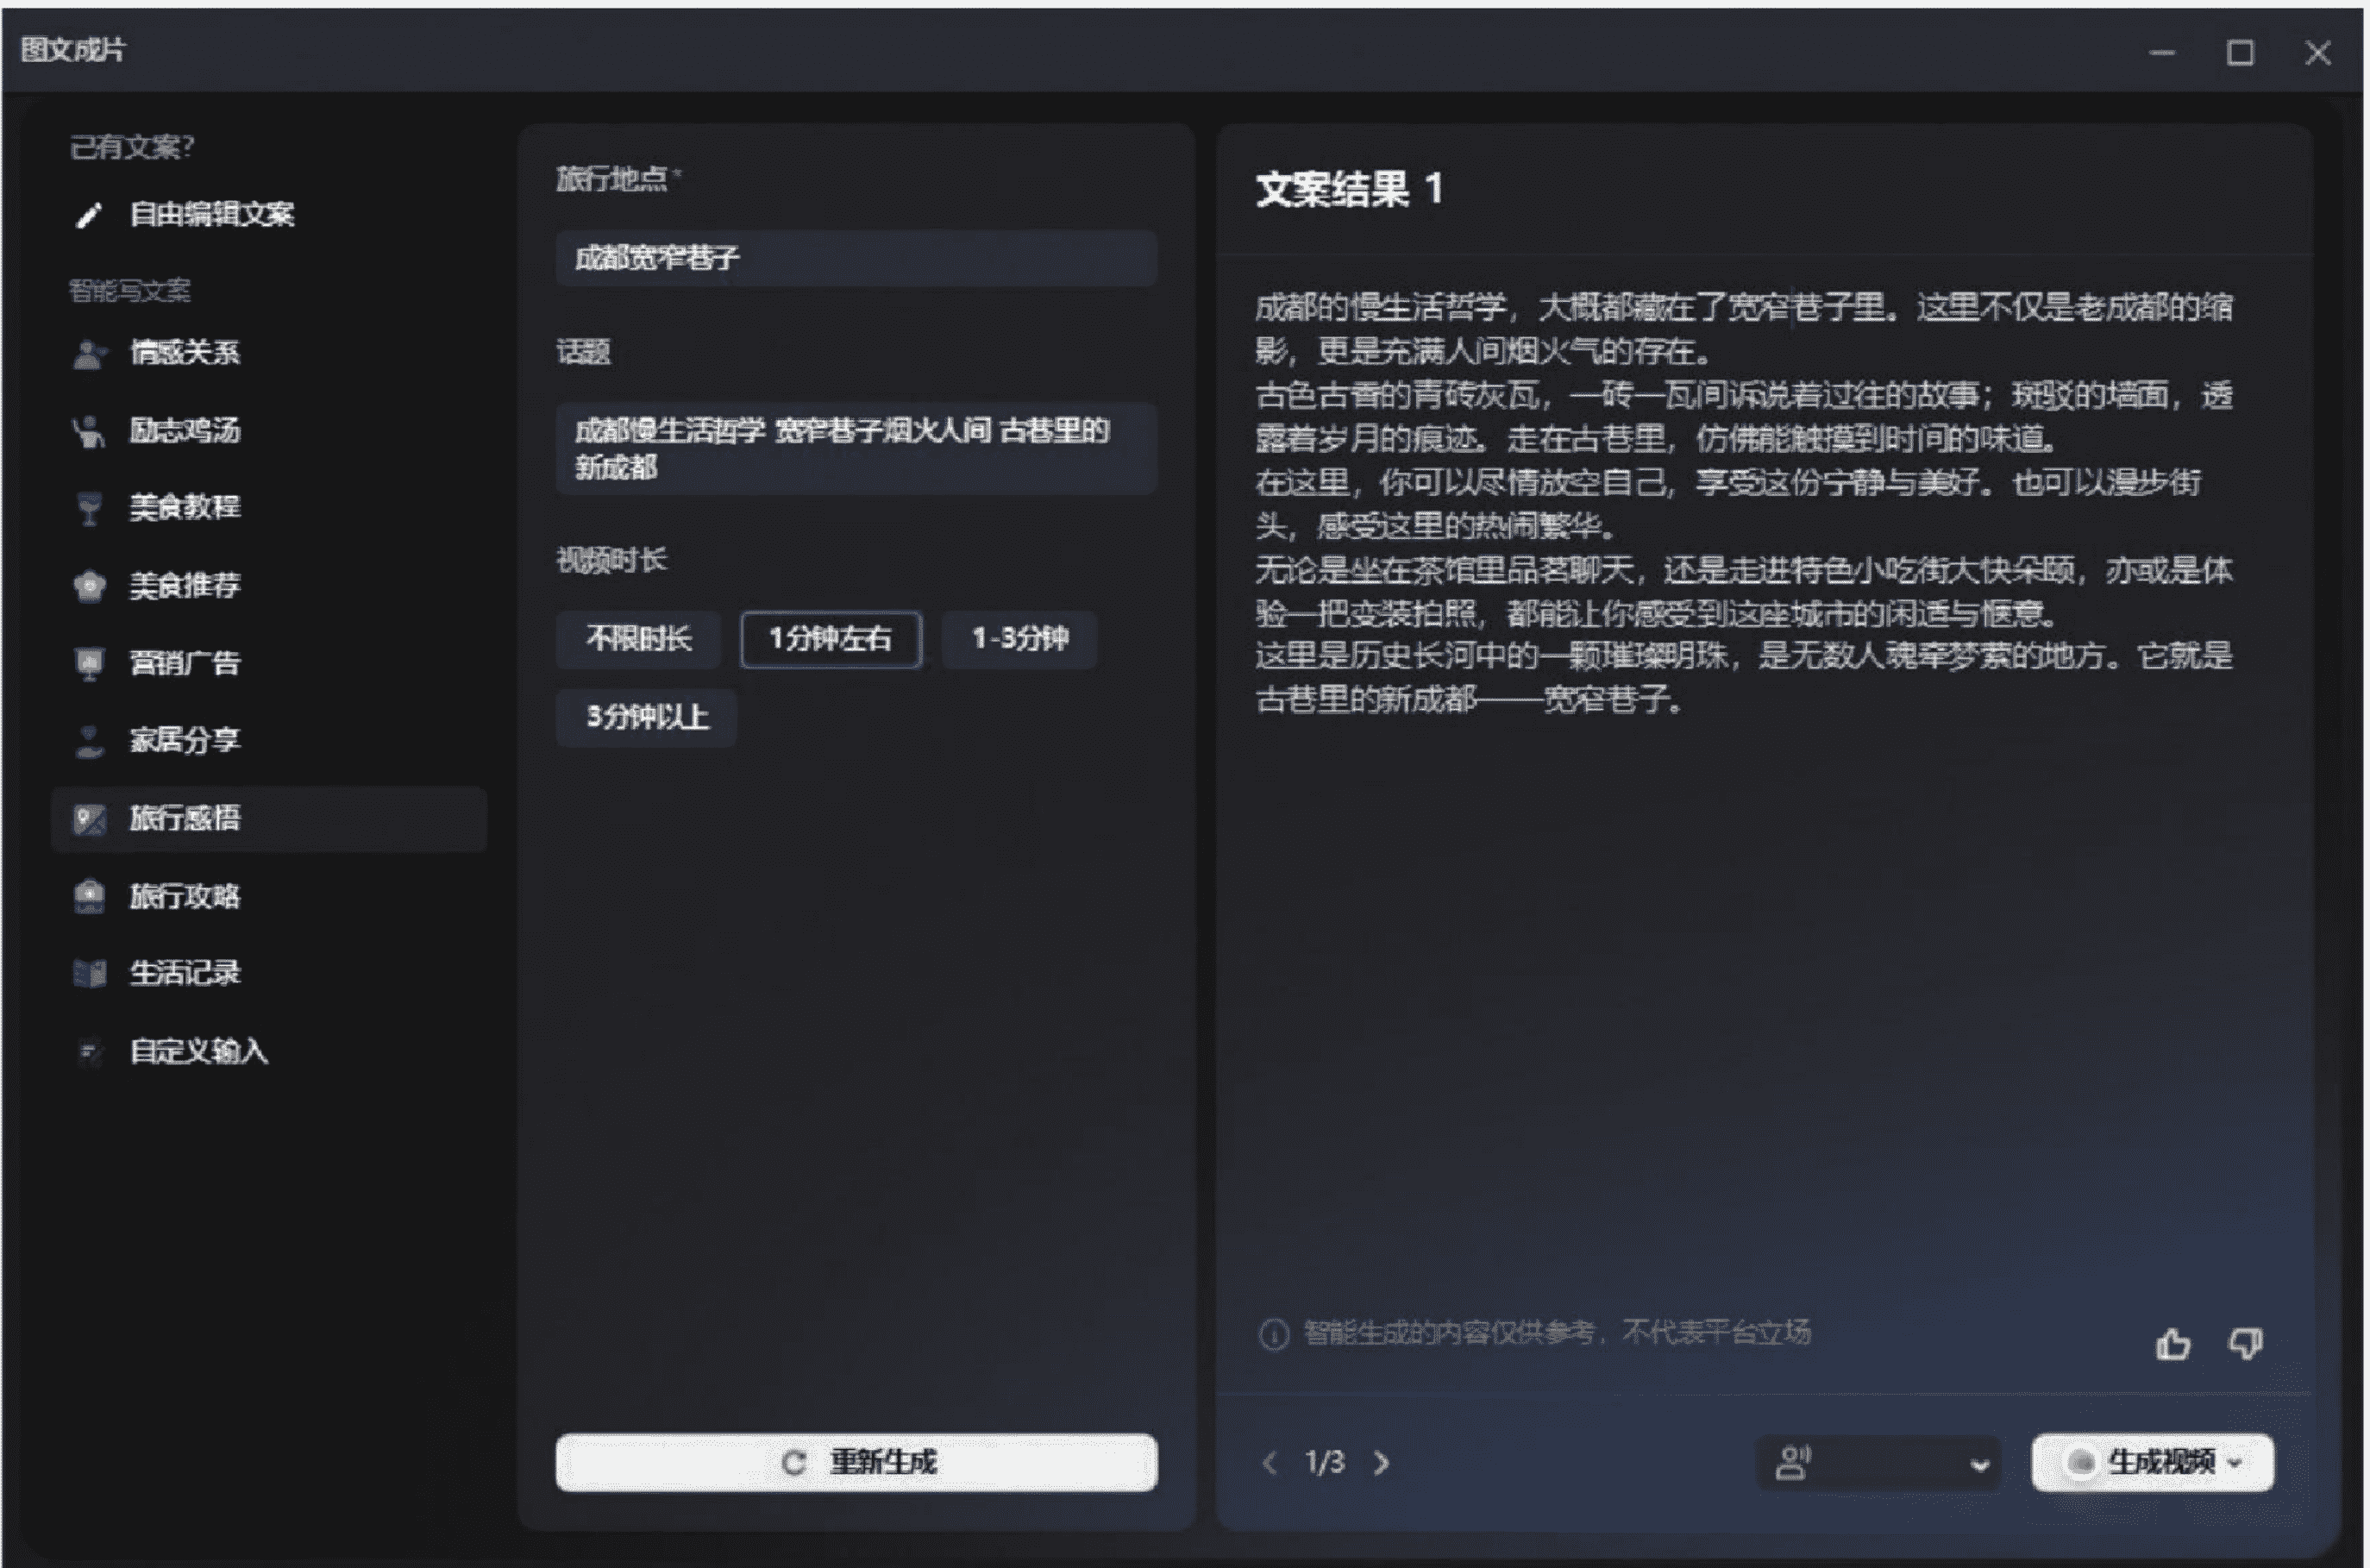 图文成片
已有文案?
自由编辑文案
智能写文案
情感关系
励志鸡汤
美食教程
美食推荐
营销广告
家居分享
旅行感悟
旅行攻略
生活记录
自定义输入
旅行地点*
成都宽窄巷子
话题
成都慢生活哲学 宽窄巷子烟火人间 古巷里的
新成都
视频时长
不限时长
1分钟左右
1-3分钟
3分钟以上
重新生成
文案结果 1
成都的慢生活哲学，大概都藏在了宽窄巷子里。这里不仅是老成都的缩
影，更是充满人间烟火气的存在。
古色古香的青砖灰瓦，一砖一瓦间诉说着过往的故事；斑驳的墙面，透
露着岁月的痕迹。走在古巷里，仿佛能触摸到时间的味道。
在这里，你可以尽情放空自己，享受这份宁静与美好。也可以漫步街
头，感受这里的热闹繁华。
无论是坐在茶馆里品茗聊天，还是走进特色小吃街大快朵颐，亦或是体
验一把变装拍照，都能让你感受到这座城市的闲适与惬意。
这里是历史长河中的一颗璀璨明珠，是无数人魂牵梦萦的地方。它就是
古巷里的新成都——宽窄巷子。
智能生成的内容仅供参考，不代表平台立场
1/3
生成视频